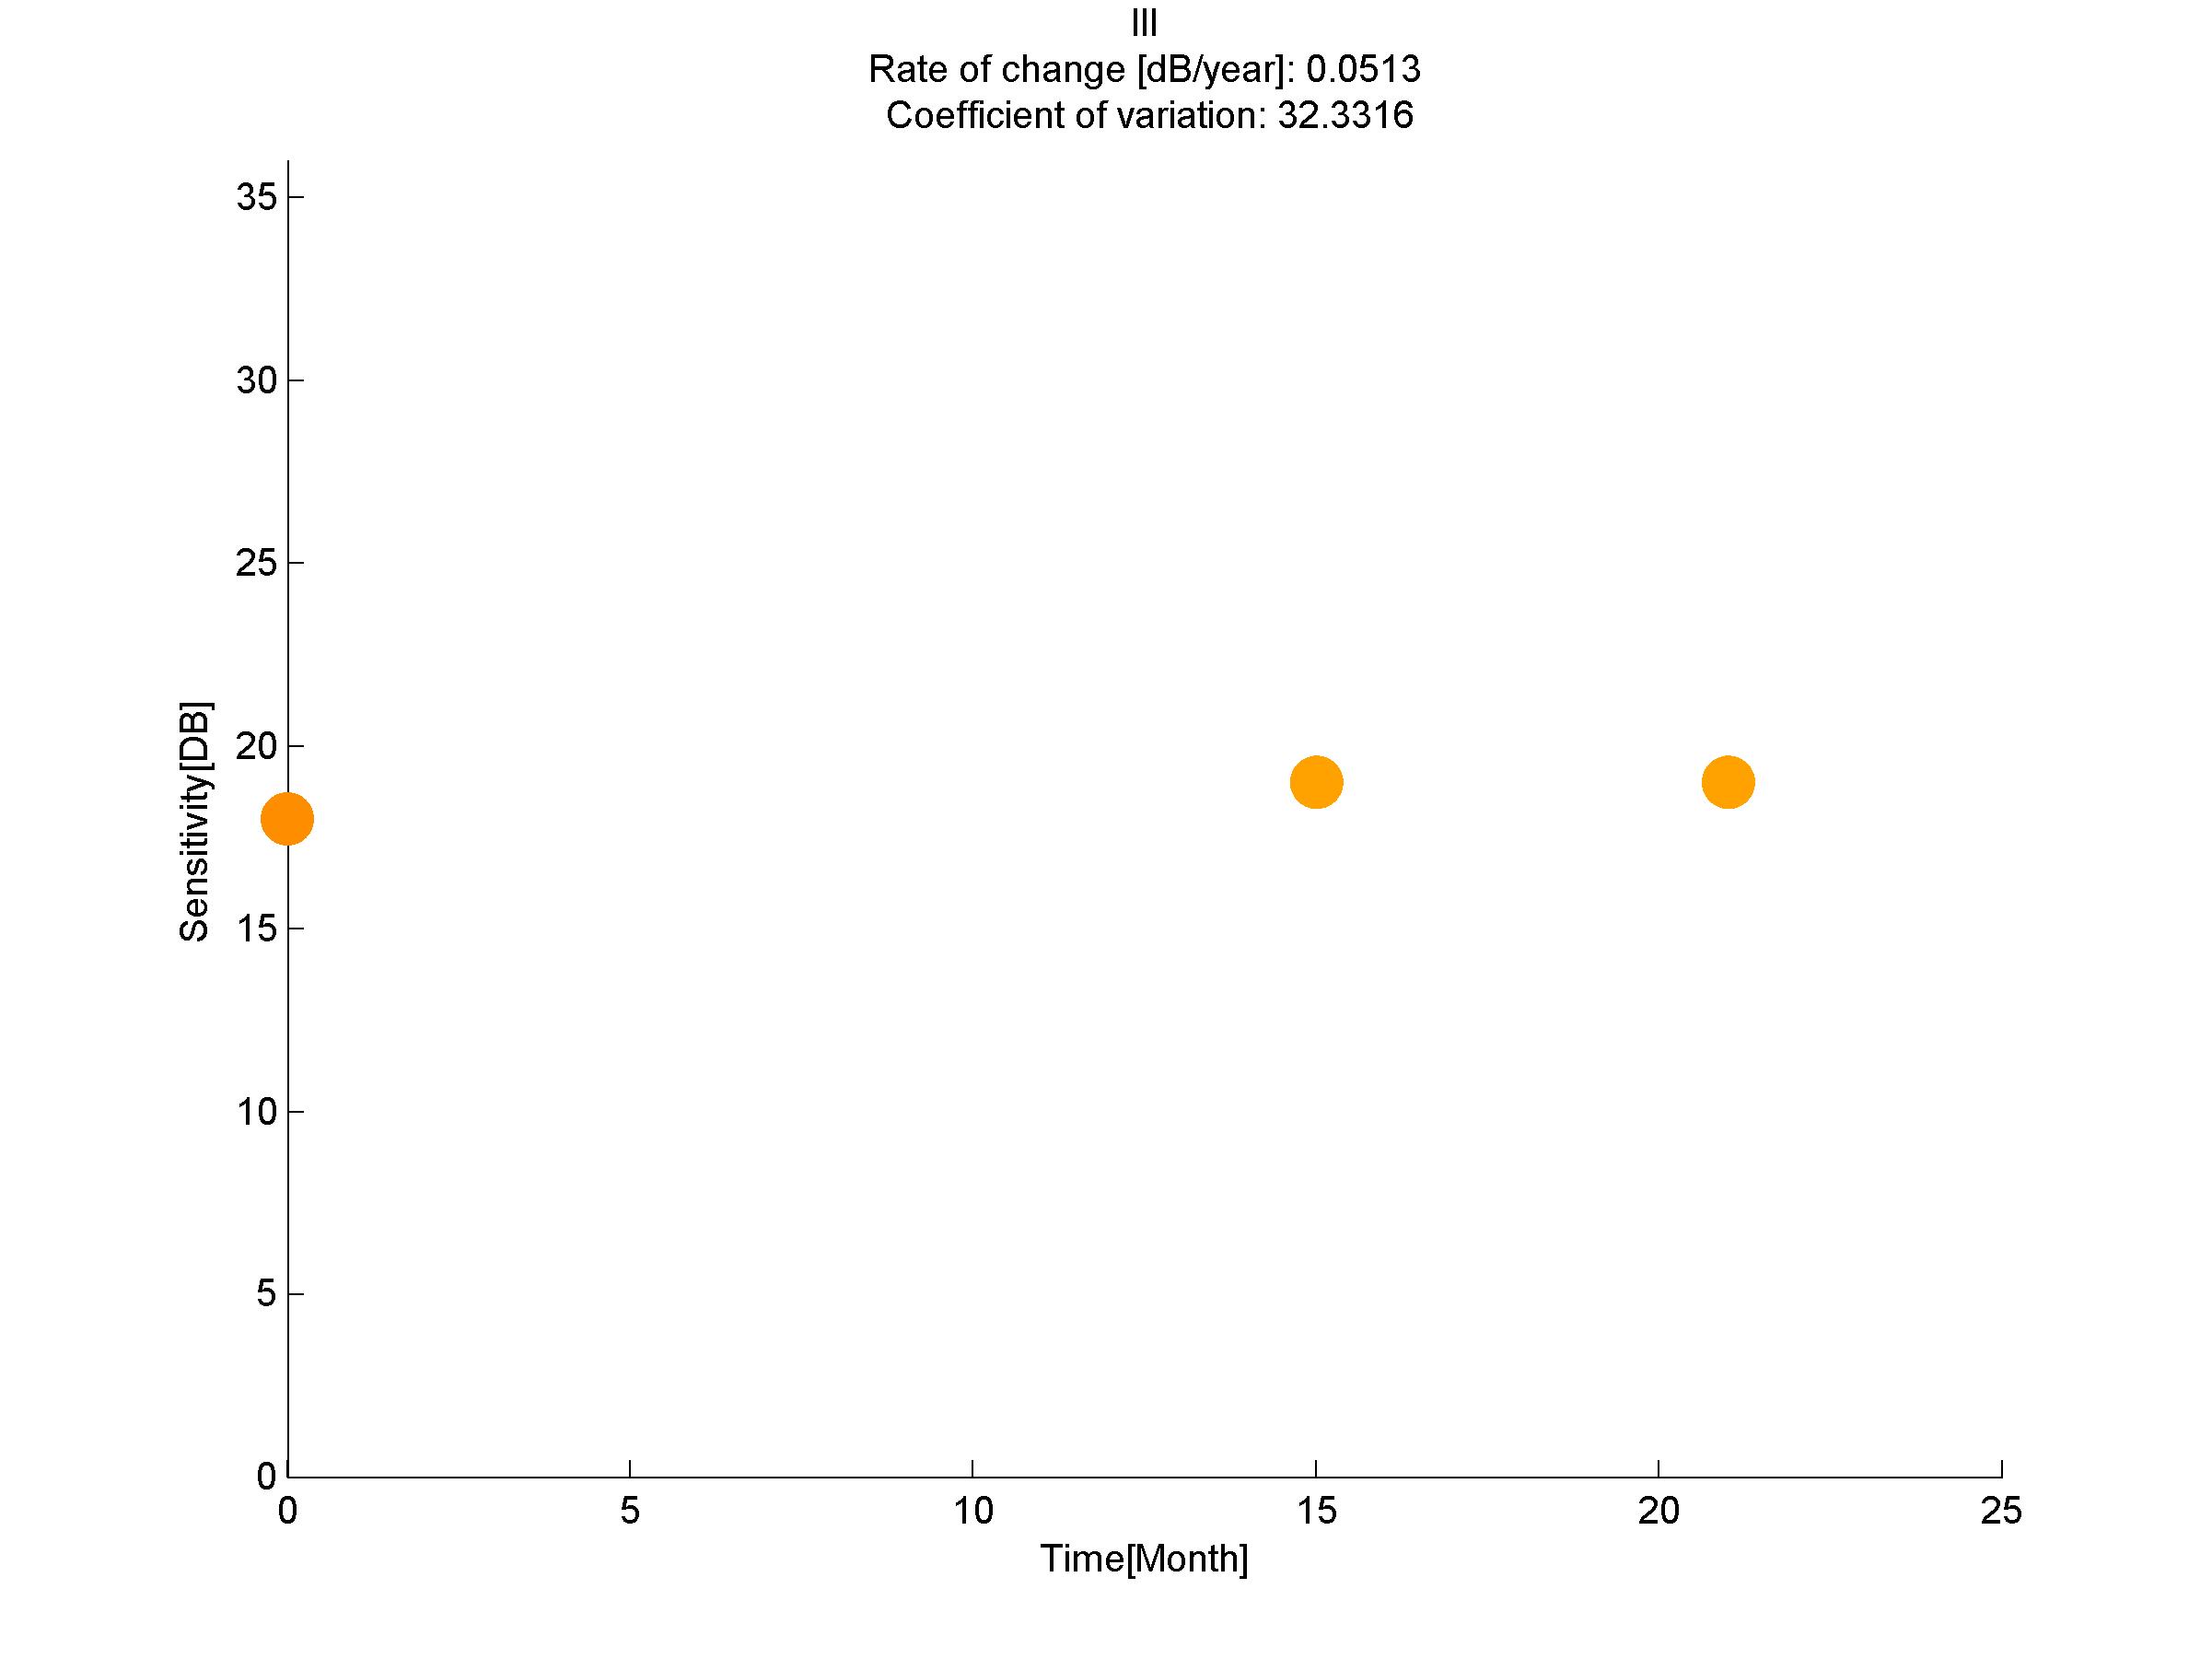 III
Rate of change [dB/year]: 0.0513
Coefficient of variation: 32.3316
35
30
25
20
15
10
5
0
Sensitivity[DB]
0 5 10 15 20 25
Time[Month]